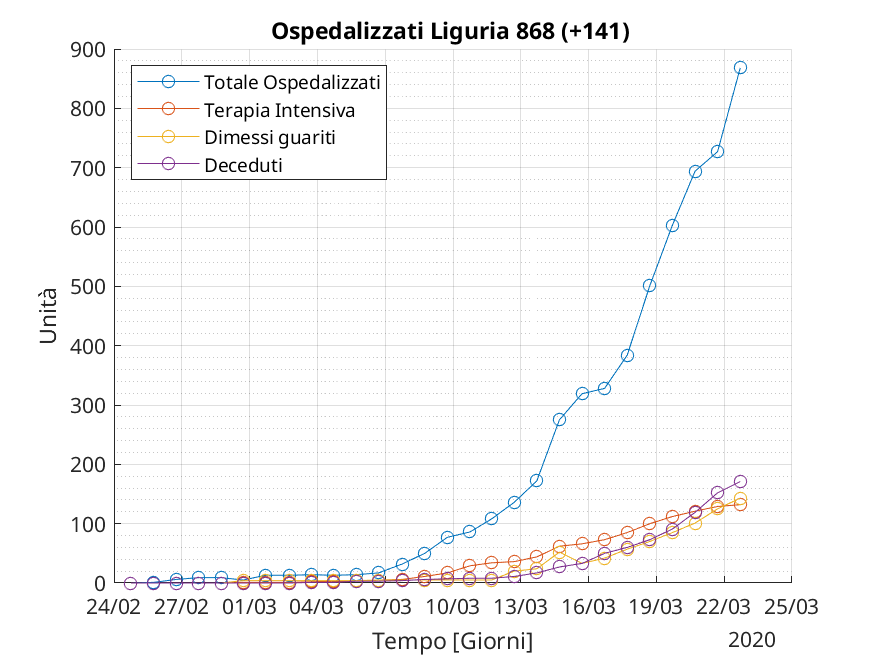 Ospedalizzati Liguria 868 (+141)
Totale Ospedalizzati
Terapia Intensiva
Dimessi guariti
Deceduti
900
800
700
600
500
400
300
200
100
0
Unità
24/02 27/02 01/03 04/03 07/03 10/03 13/03 16/03 19/03 22/03 25/03
Tempo [Giorni]
2020